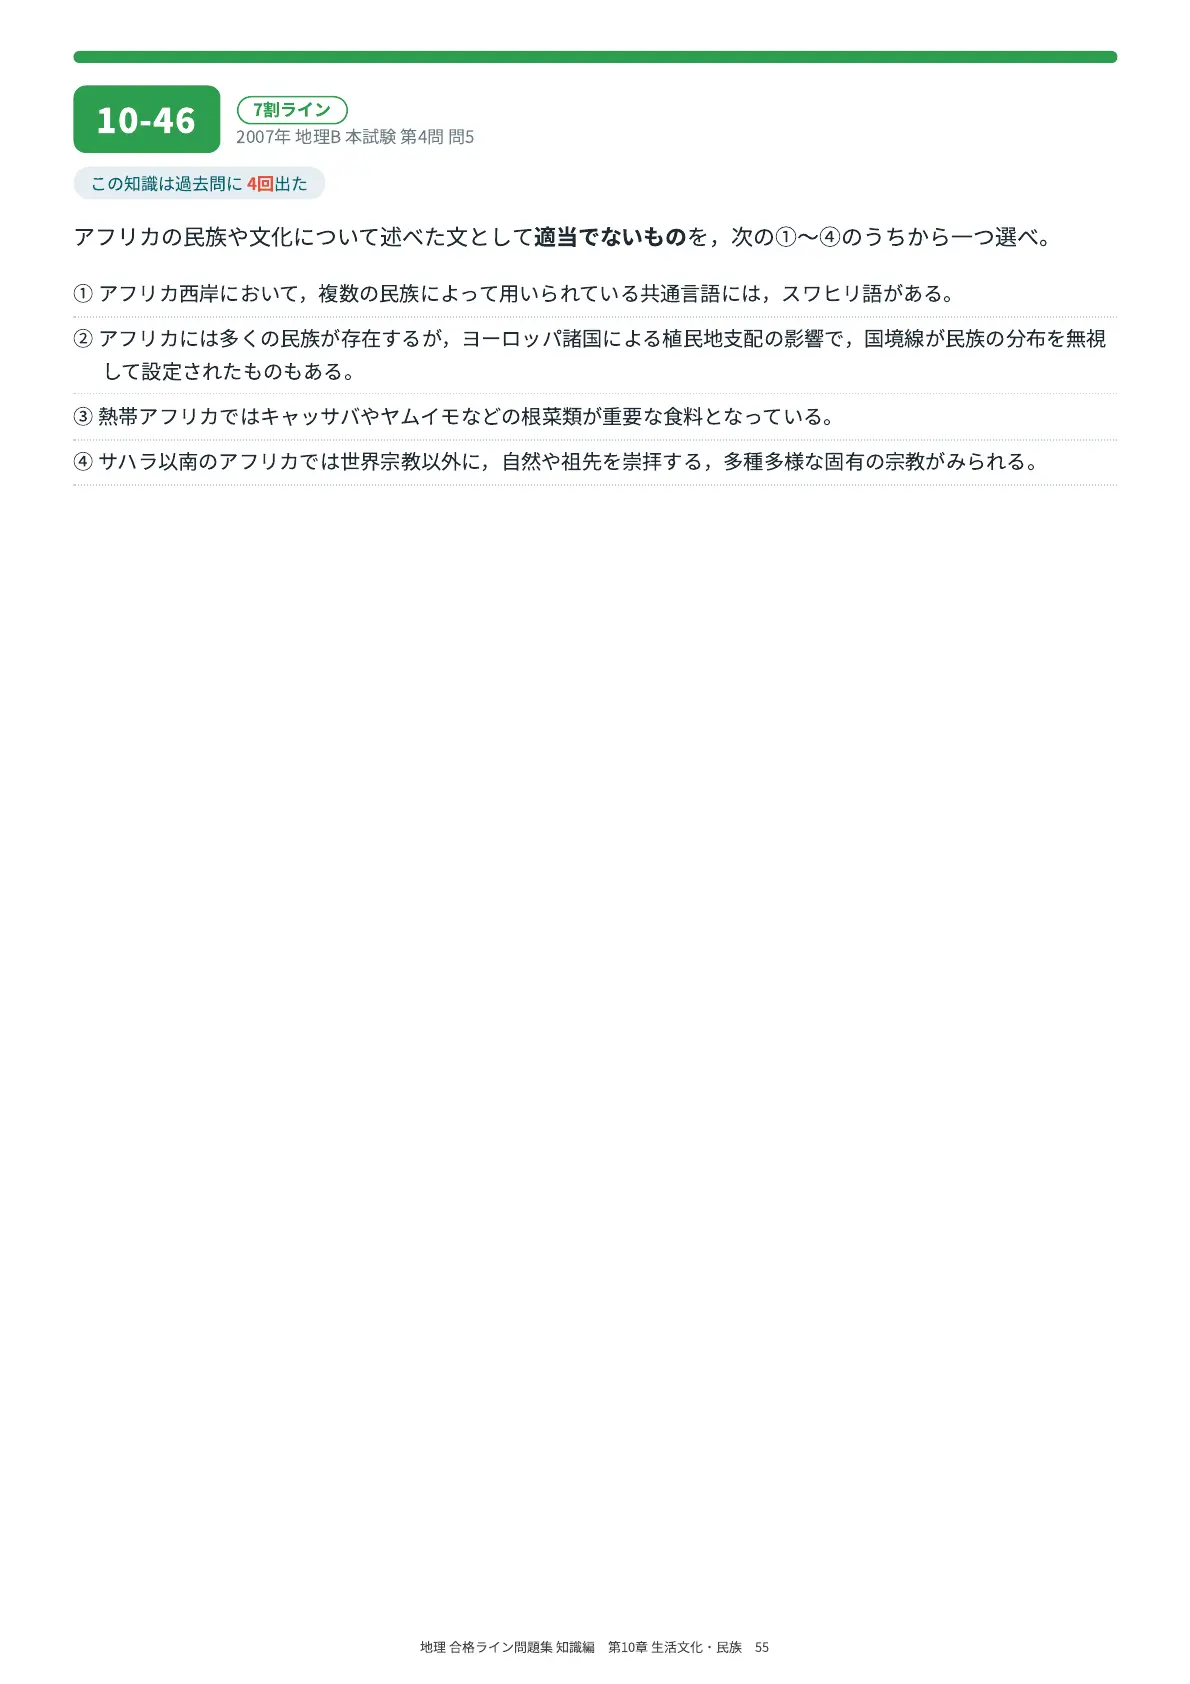 10-46
7割ライン
2007年 地理B 本試験 第4問 問5
この知識は過去問に 4回出た
アフリカの民族や文化について述べた文として適当でないものを，次の①〜④のうちから一つ選べ。
① アフリカ西岸において，複数の民族によって用いられている共通言語には，スワヒリ語がある。
② アフリカには多くの民族が存在するが，ヨーロッパ諸国による植民地支配の影響で，国境線が民族の分布を無視
して設定されたものもある。
③ 熱帯アフリカではキャッサバやヤムイモなどの根菜類が重要な食料となっている。
④ サハラ以南のアフリカでは世界宗教以外に，自然や祖先を崇拝する，多種多様な固有の宗教がみられる。
地理 合格ライン問題集 知識編　第10章 生活文化・民族　55